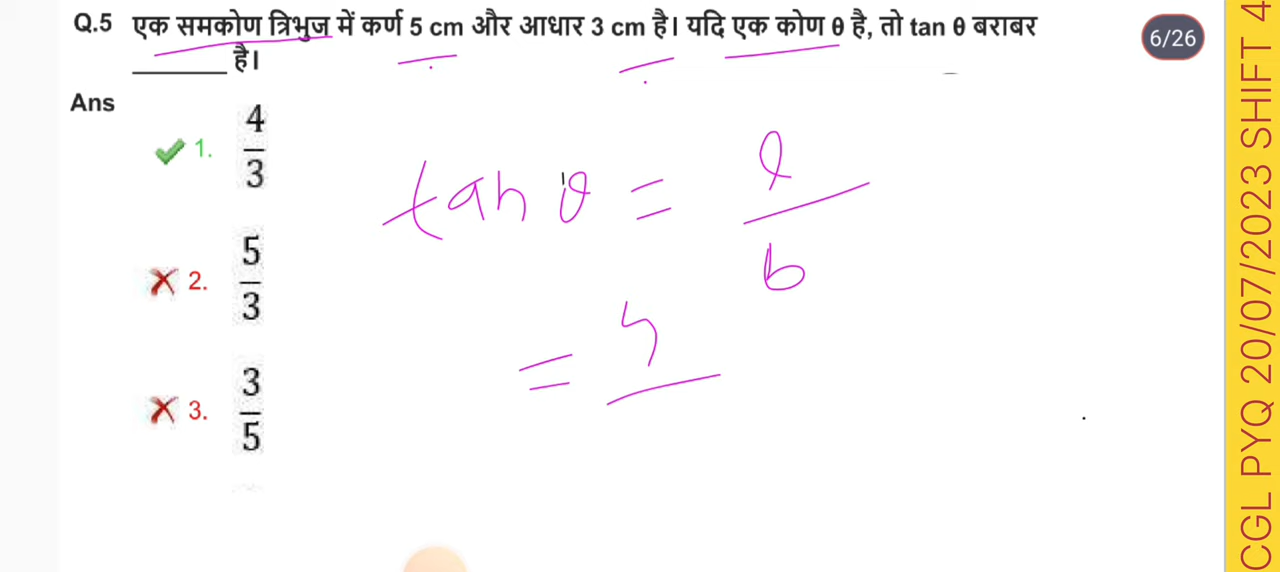 Q.5 एक समकोण त्रिभुज में कर्ण 5 cm और आधार 3 cm है। यदि एक कोण θ है, तो tan θ बराबर
________ है।
6/26
Ans
1. 4/3
2. 5/3
3. 3/5
tan θ = l/b
= 4
CGL PYQ 20/07/2023 SHIFT 4